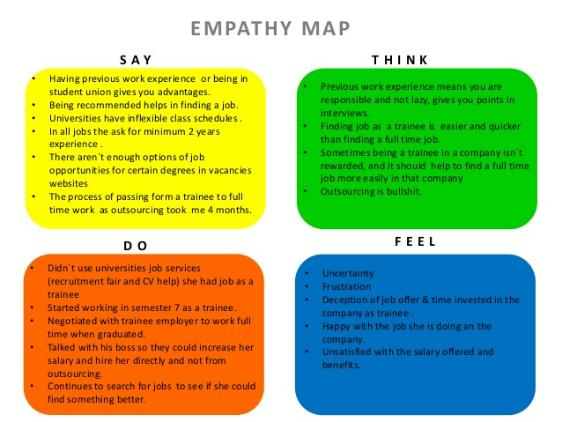 EMPATHY MAP
SAY
• Having previous work experience or being in
student union gives you advantages.
• Being recommended helps in finding a job.
• Universities have inflexible class schedules .
• In all jobs the ask for minimum 2 years
experience .
• There aren´t enough options of job
opportunities for certain degrees in vacancies
websites
• The process of passing form a trainee to full
time work as outsourcing took me 4 months.
THINK
• Previous work experience means you are
responsible and not lazy, gives you points in
interviews.
• Finding job as a trainee is easier and quicker
than finding a full time job.
• Sometimes being a trainee in a company isn´t
rewarded, and it should help to find a full time
job more easily in that company
• Outsourcing is bullshit.
DO
• Didn´t use universities job services
(recruitment fair and CV help) she had job as a
trainee
• Started working in semester 7 as a trainee.
• Negotiated with trainee employer to work full
time when graduated.
• Talked with his boss so they could increase her
salary and hire her directly and not from
outsourcing.
• Continues to search for jobs to see if she could
find something better.
FEEL
• Uncertainty
• Frustration
• Deception of job offer & time invested in the
company as trainee .
• Happy with the job she is doing an the
company.
• Unsatisfied with the salary offered and
benefits.